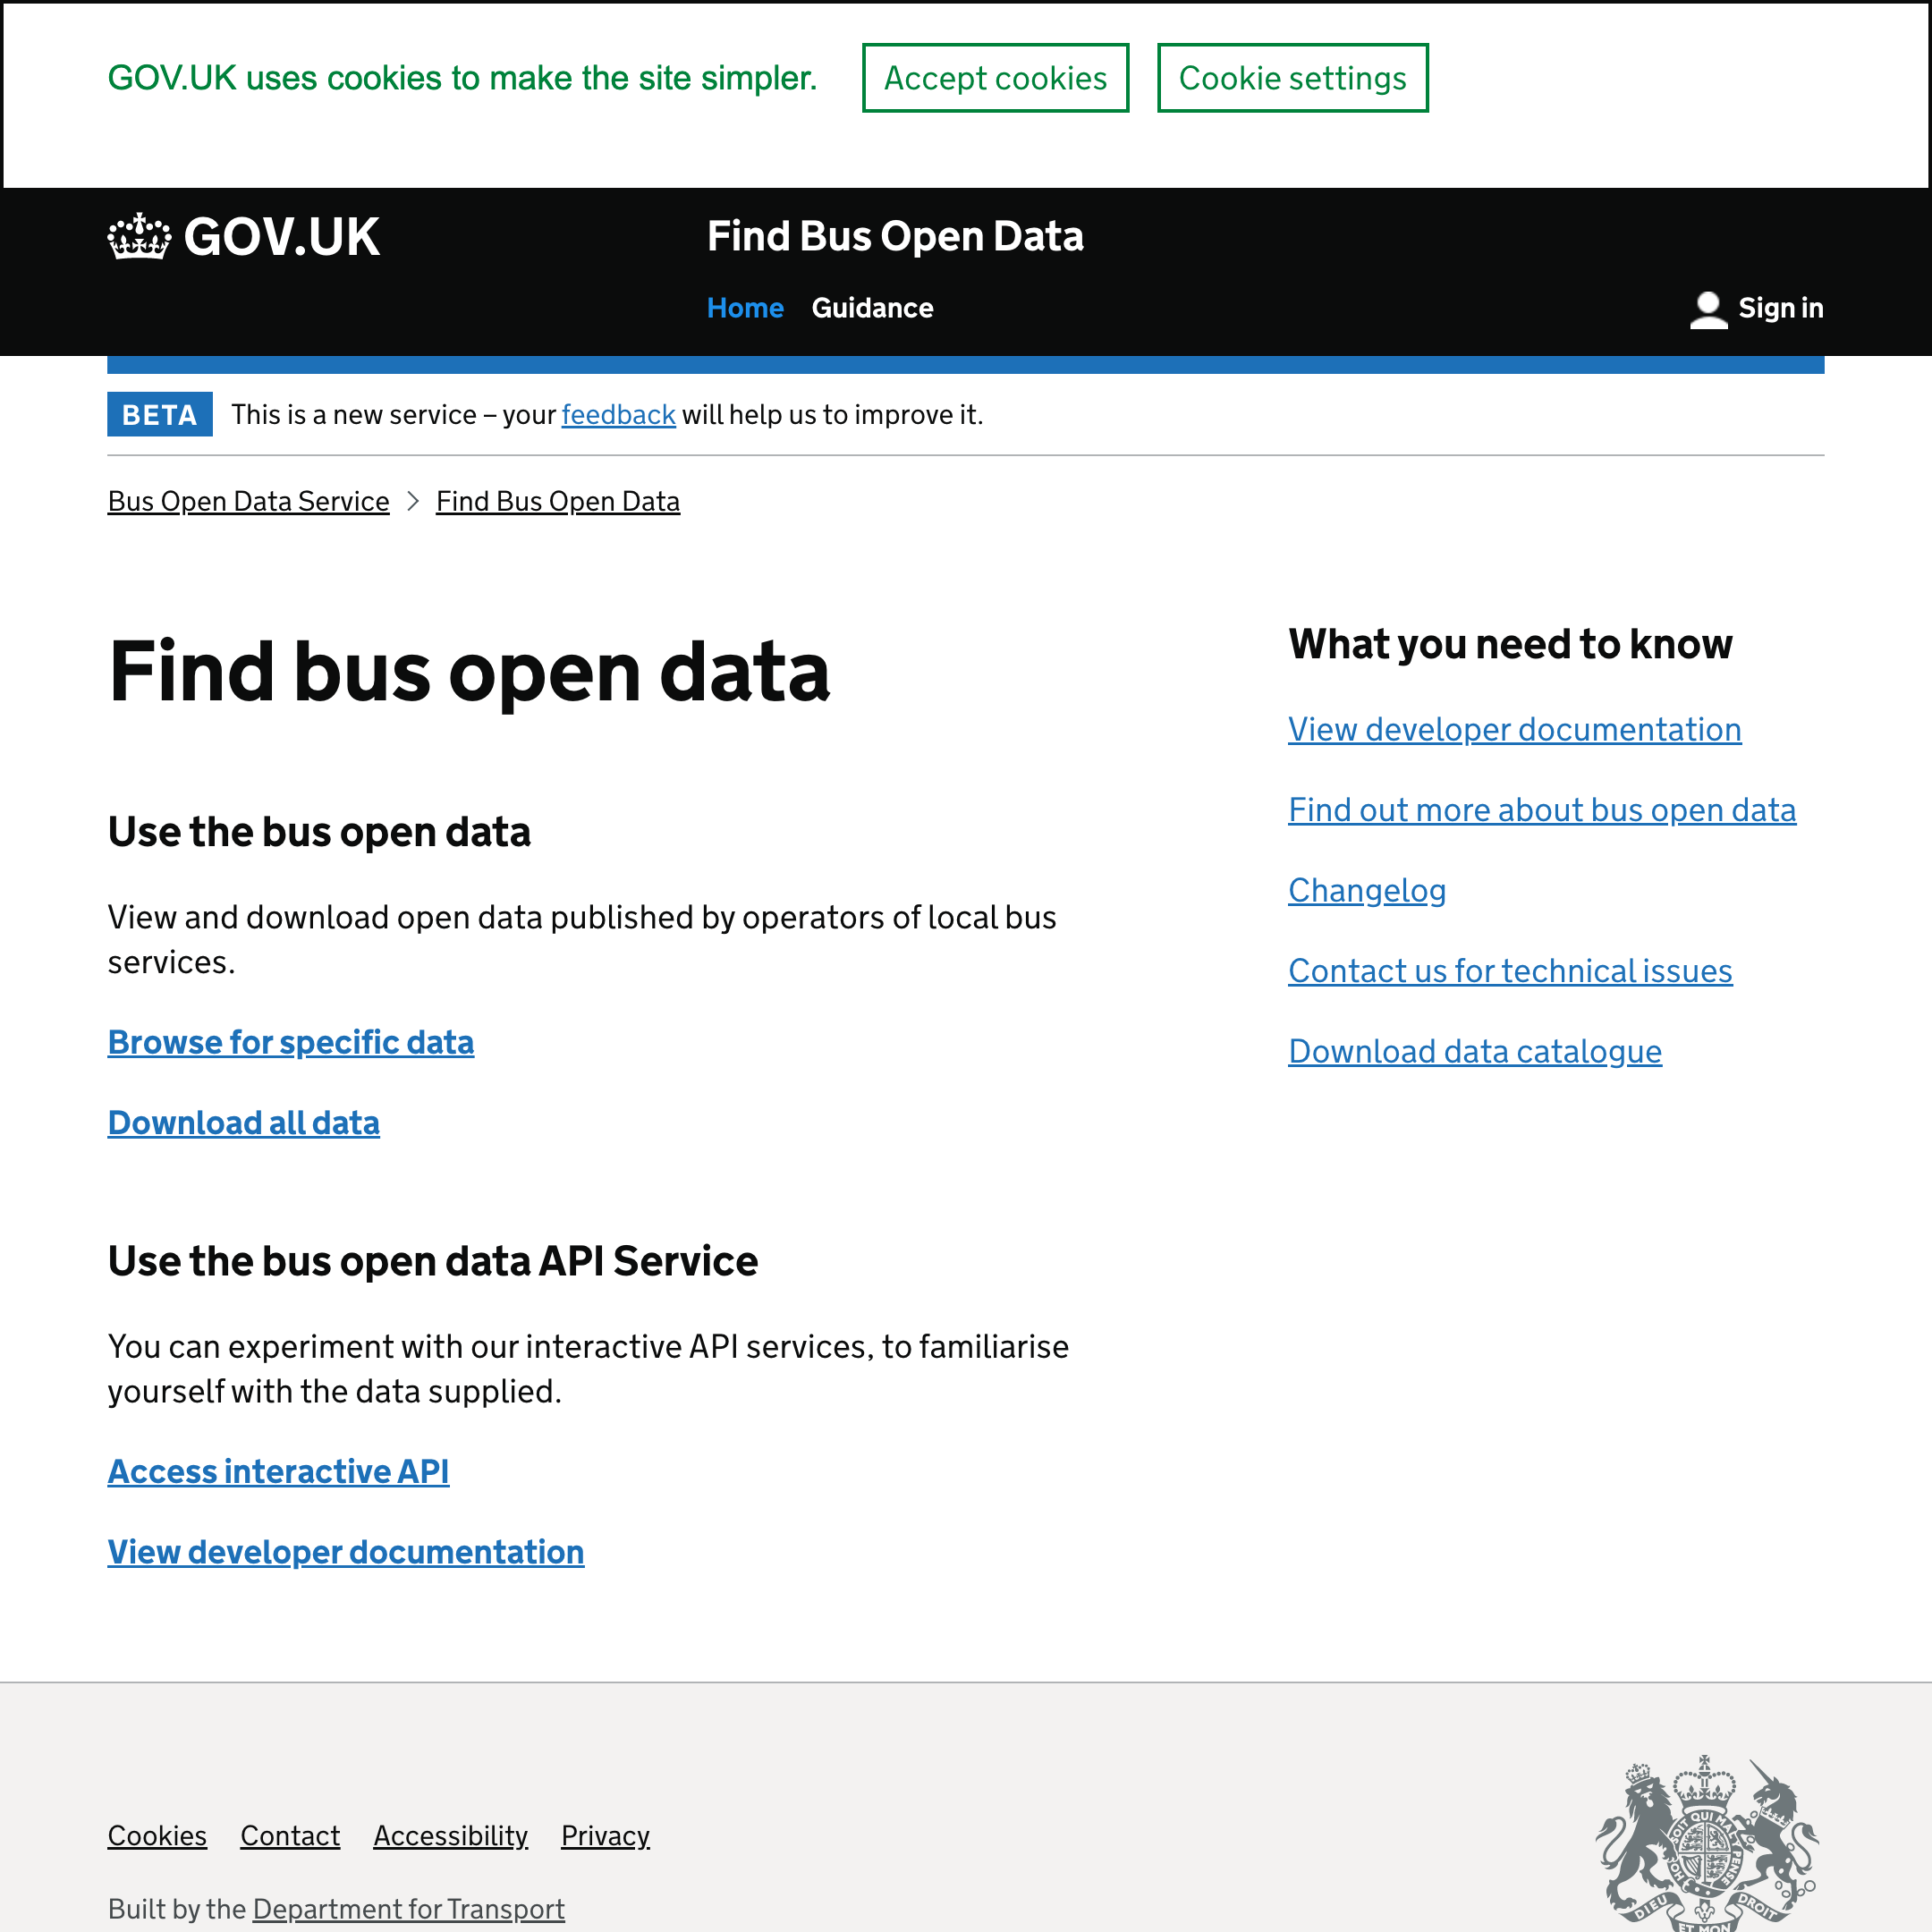 GOV.UK uses cookies to make the site simpler.
Accept cookies
Cookie settings
GOV.UK
Find Bus Open Data
Home
Guidance
Sign in
BETA
This is a new service – your feedback will help us to improve it.
Bus Open Data Service
Find Bus Open Data
Find bus open data
Use the bus open data
View and download open data published by operators of local bus
services.
Browse for specific data
Download all data
Use the bus open data API Service
You can experiment with our interactive API services, to familiarise
yourself with the data supplied.
Access interactive API
View developer documentation
What you need to know
View developer documentation
Find out more about bus open data
Changelog
Contact us for technical issues
Download data catalogue
Cookies
Contact
Accessibility
Privacy
Built by the Department for Transport
DIEU
ET MON
DROIT